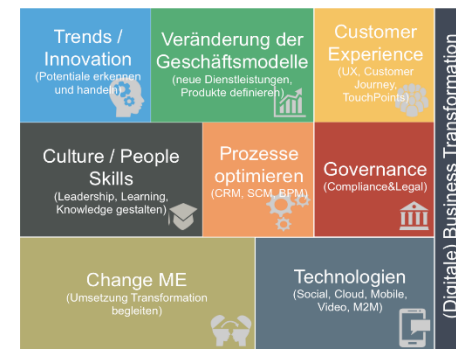 Trends /
Innovation
(Potentiale erkennen
und handeln)
Veränderung der
Geschäftsmodelle
(neue Dienstleistungen,
Produkte definieren)
Customer
Experience
(UX, Customer
Journey,
TouchPoints)
Culture / People
Skills
(Leadership, Learning,
Knowledge gestalten)
Prozesse
optimieren
(CRM, SCM, BPM)
Governance
(Compliance&Legal)
Change ME
(Umsetzung Transformation
begleiten)
Technologien
(Social, Cloud, Mobile,
Video, M2M)
(Digitale) Business Transformation